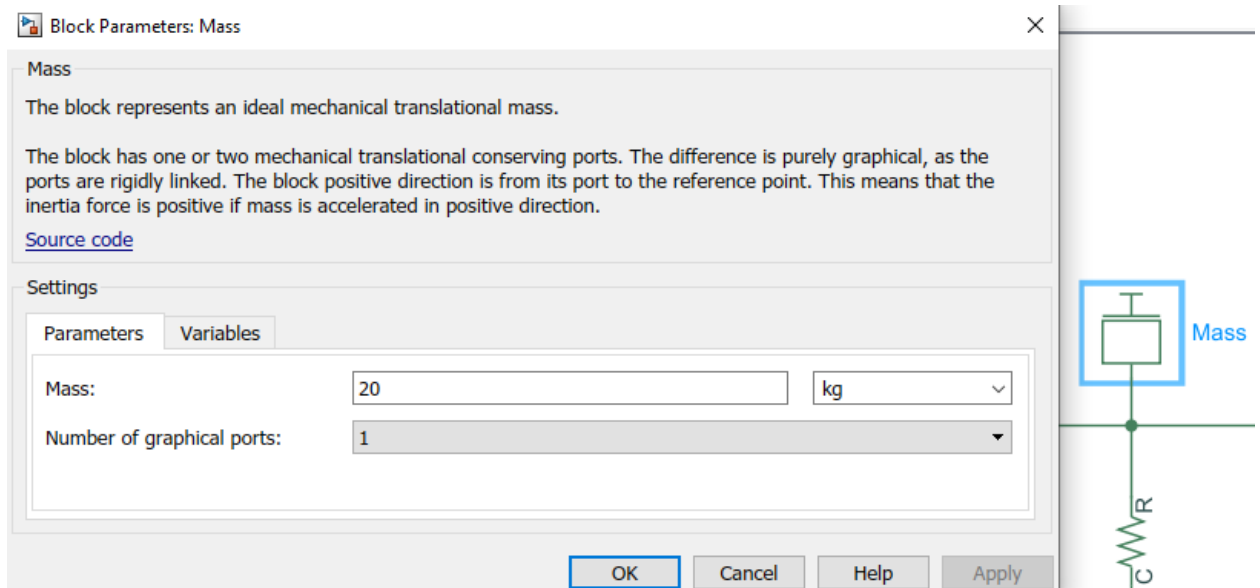 Block Parameters: Mass
Mass
The block represents an ideal mechanical translational mass.
The block has one or two mechanical translational conserving ports. The difference is purely graphical, as the
ports are rigidly linked. The block positive direction is from its port to the reference point. This means that the
inertia force is positive if mass is accelerated in positive direction.
Source code
Settings
Parameters Variables
Mass: 20 kg
Number of graphical ports: 1
OK Cancel Help Apply
Mass
R
C